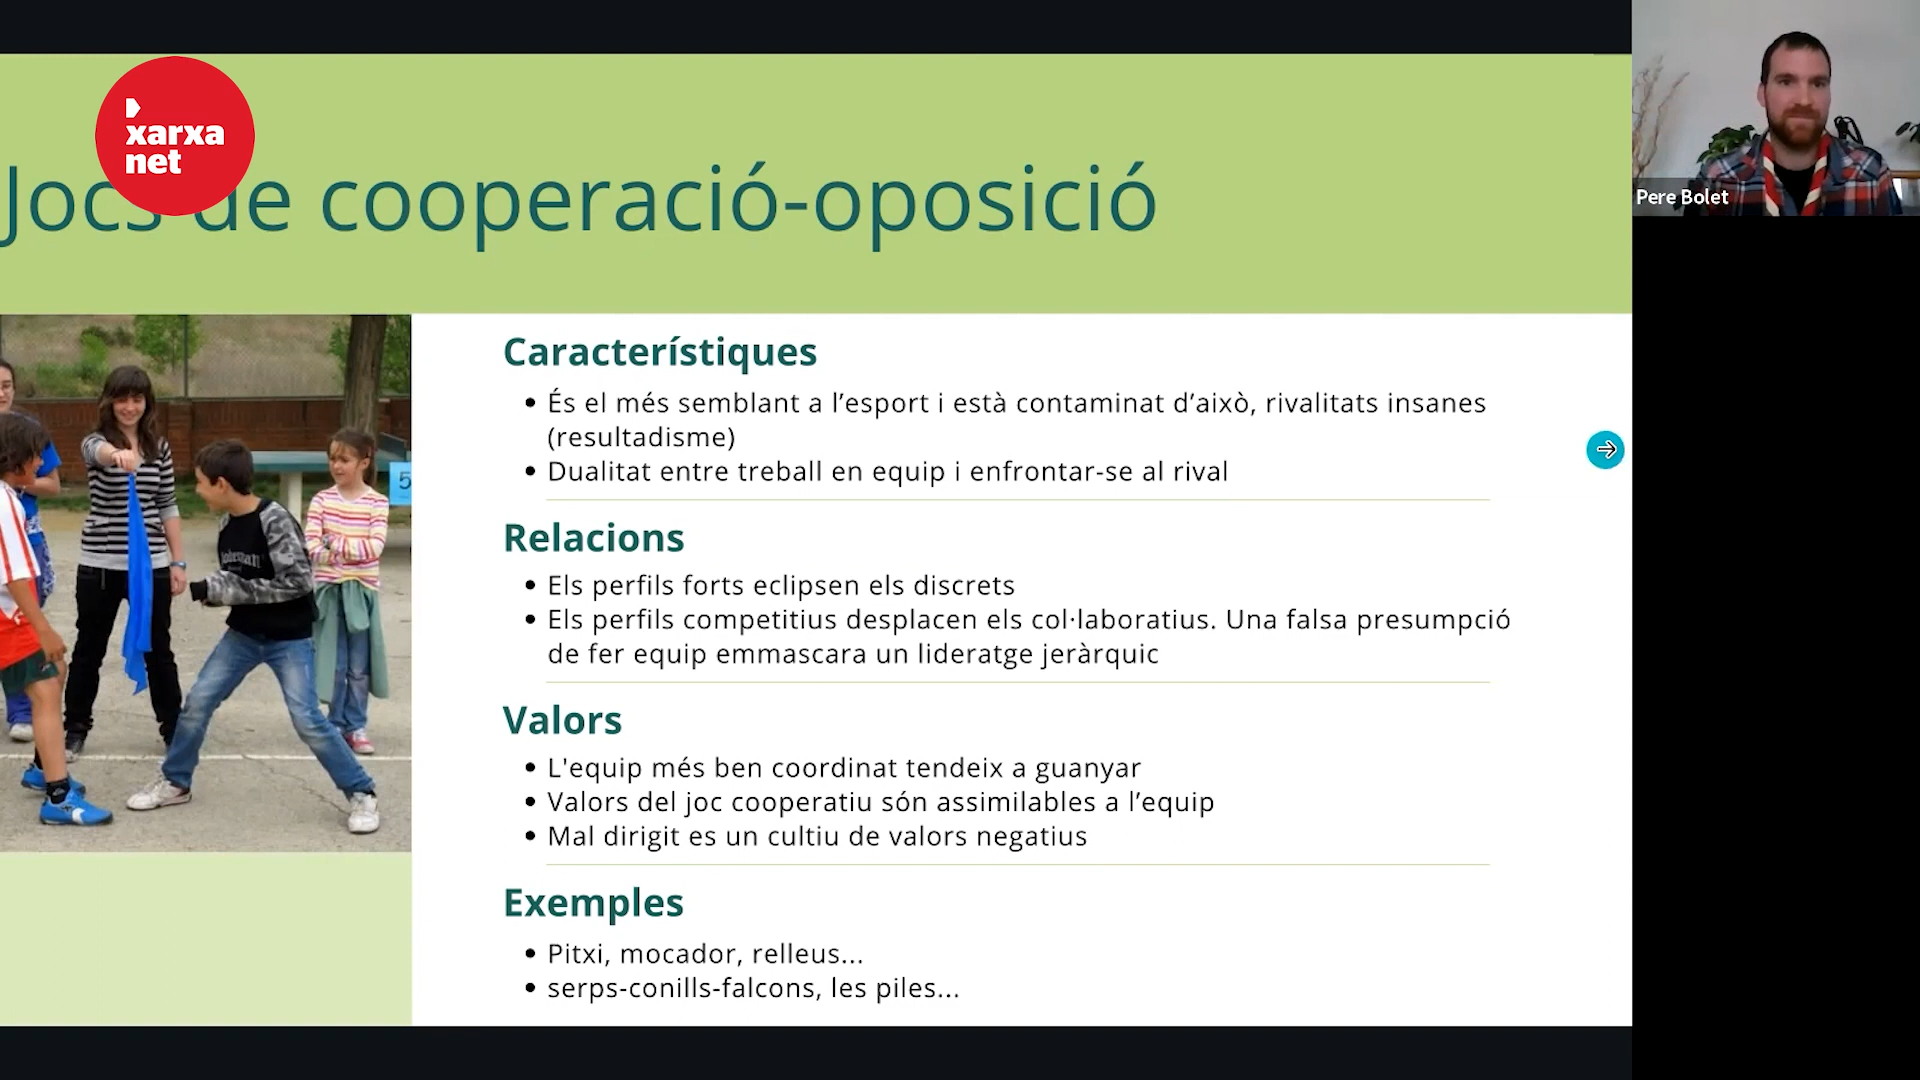 xarxa
net
Jocs de cooperació-oposició
Pere Bolet
5
Característiques
És el més semblant a l’esport i està contaminat d’això, rivalitats insanes
(resultadisme)
Dualitat entre treball en equip i enfrontar-se al rival
Relacions
Els perfils forts eclipsen els discrets
Els perfils competitius desplacen els col·laboratius. Una falsa presumpció
de fer equip emmascara un lideratge jeràrquic
Valors
L'equip més ben coordinat tendeix a guanyar
Valors del joc cooperatiu són assimilables a l’equip
Mal dirigit es un cultiu de valors negatius
Exemples
Pitxi, mocador, relleus...
serps-conills-falcons, les piles...